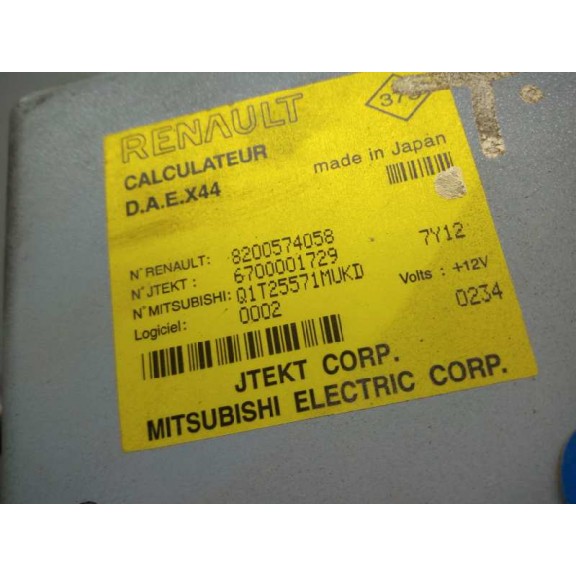 RENAULT
CALCULATEUR
D.A.E.X44
made in Japan
N° RENAULT: 8200574058 7Y12
N° JTEKT: 6700001729
N° MITSUBISHI: Q1T25571MUKD Volts: +12V
Logiciel: 0002 0234
JTEKT CORP.
MITSUBISHI ELECTRIC CORP.